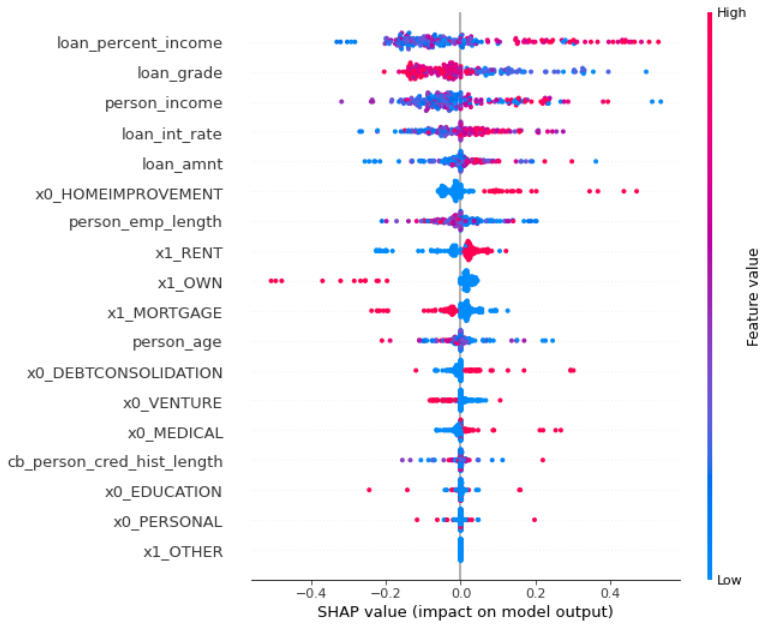 High
loan_percent_income
loan_grade
person_income
loan_int_rate
loan_amnt
x0_HOMEIMPROVEMENT
person_emp_length
x1_RENT
x1_OWN
x1_MORTGAGE
person_age
x0_DEBTCONSOLIDATION
x0_VENTURE
x0_MEDICAL
cb_person_cred_hist_length
x0_EDUCATION
x0_PERSONAL
x1_OTHER
Feature value
Low
−0.4 −0.2 0.0 0.2 0.4
SHAP value (impact on model output)